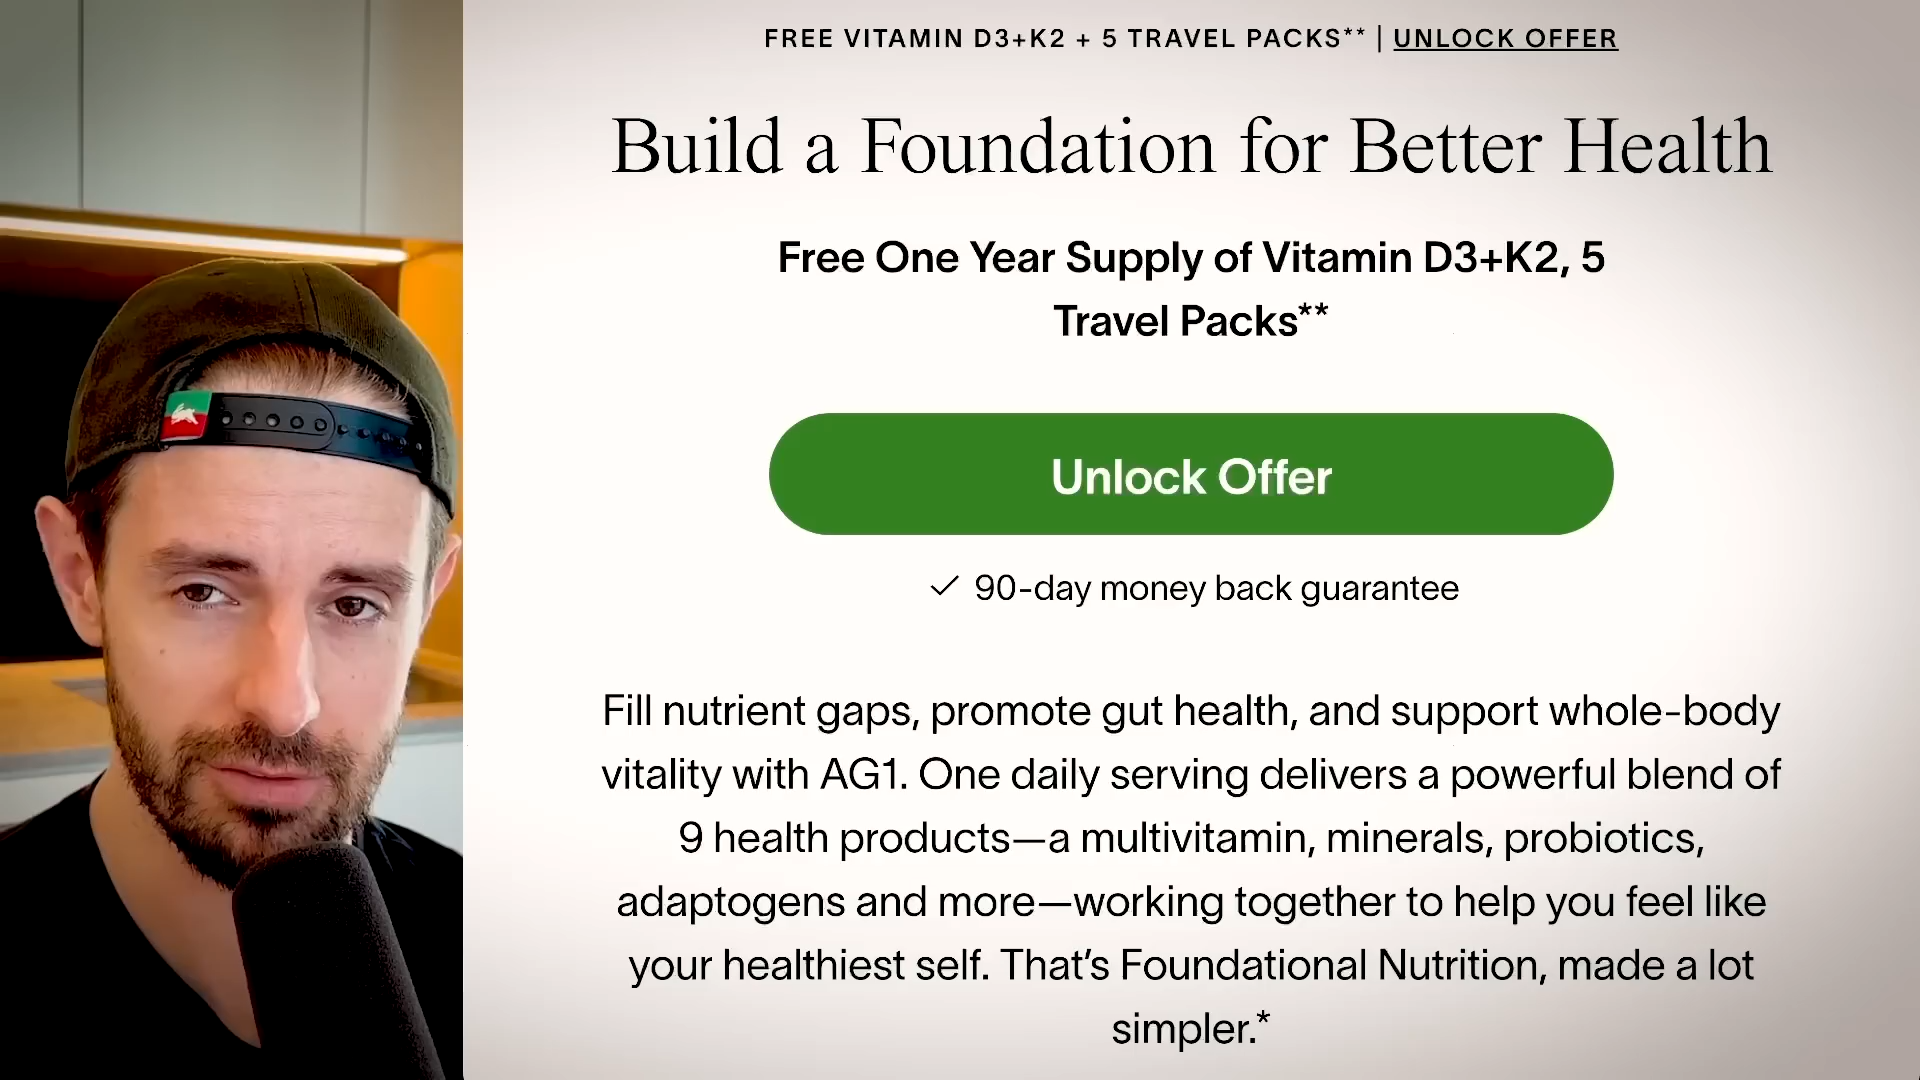 FREE VITAMIN D3+K2 + 5 TRAVEL PACKS** | UNLOCK OFFER
Build a Foundation for Better Health
Free One Year Supply of Vitamin D3+K2, 5
Travel Packs**
Unlock Offer
✓ 90-day money back guarantee
Fill nutrient gaps, promote gut health, and support whole-body
vitality with AG1. One daily serving delivers a powerful blend of
9 health products—a multivitamin, minerals, probiotics,
adaptogens and more—working together to help you feel like
your healthiest self. That’s Foundational Nutrition, made a lot
simpler.*